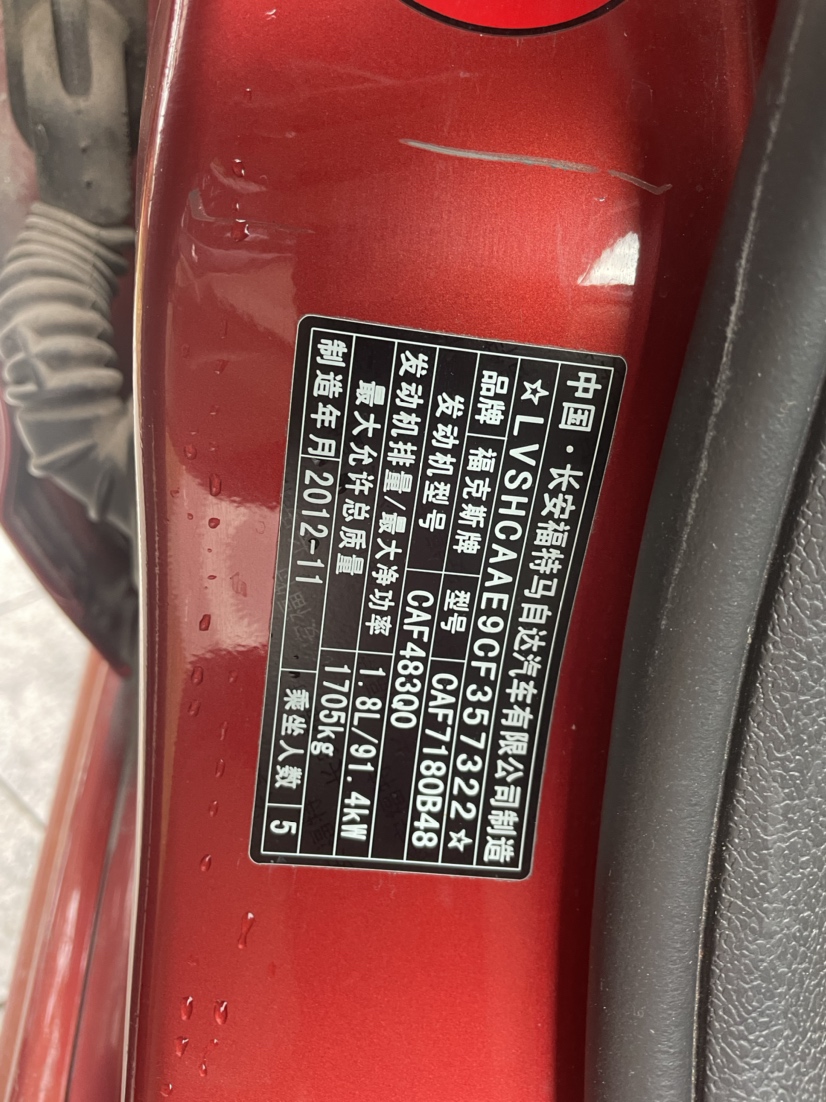 中国·长安福特马自达汽车有限公司制造
☆LVSHCAAE9CF357322☆
品牌 福克斯牌 型号 CAF7180B48
发动机型号 CAF483Q0
发动机排量/最大净功率 1.8L/91.4kW
最大允许总质量 1705kg
制造年月 2012-11 乘坐人数 5